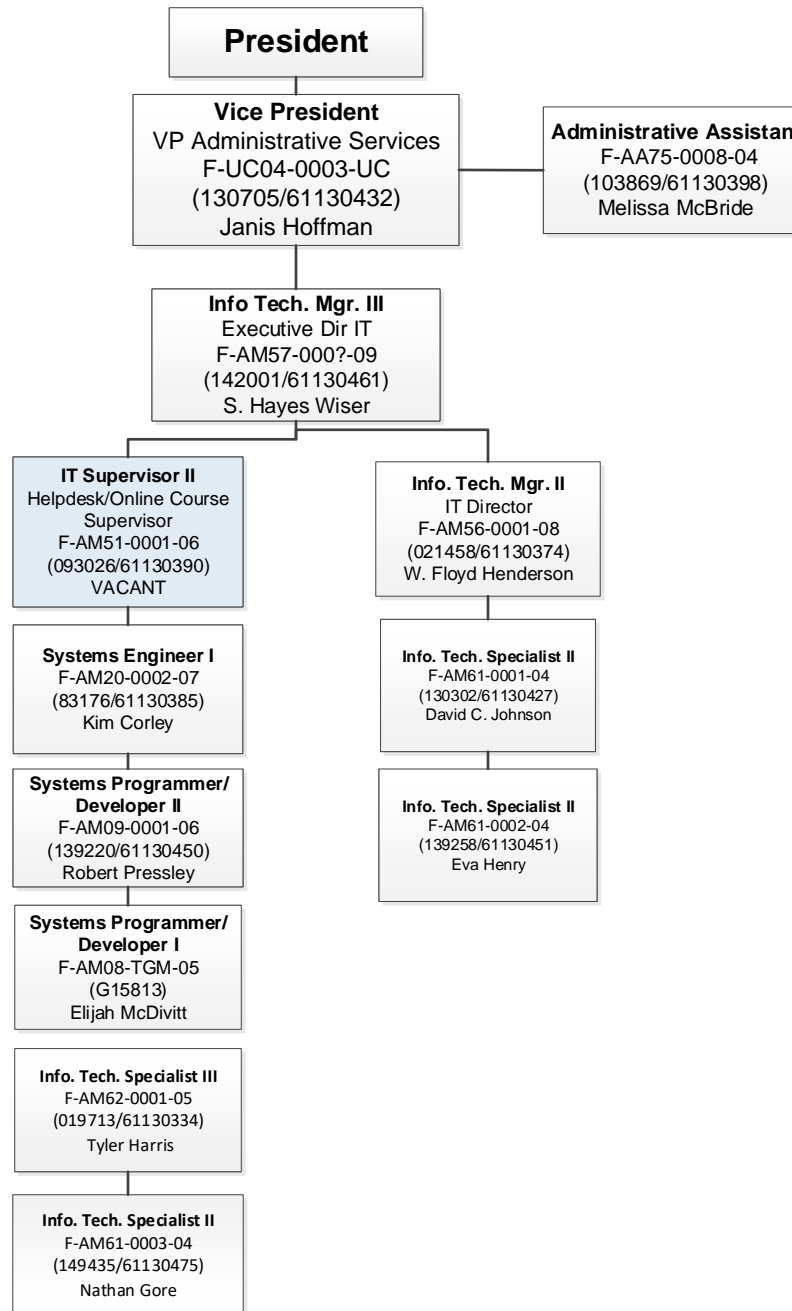 President
Vice President
VP Administrative Services
F-UC04-0003-UC
(130705/61130432)
Janis Hoffman
Administrative Assistan
F-AA75-0008-04
(103869/61130398)
Melissa McBride
Info Tech. Mgr. III
Executive Dir IT
F-AM57-000?-09
(142001/61130461)
S. Hayes Wiser
IT Supervisor II
Helpdesk/Online Course
Supervisor
F-AM51-0001-06
(093026/61130390)
VACANT
Systems Engineer I
F-AM20-0002-07
(83176/61130385)
Kim Corley
Systems Programmer/
Developer II
F-AM09-0001-06
(139220/61130450)
Robert Pressley
Systems Programmer/
Developer I
F-AM08-TGM-05
(G15813)
Elijah McDivitt
Info. Tech. Specialist III
F-AM62-0001-05
(019713/61130334)
Tyler Harris
Info. Tech. Specialist II
F-AM61-0003-04
(149435/61130475)
Nathan Gore
Info. Tech. Mgr. II
IT Director
F-AM56-0001-08
(021458/61130374)
W. Floyd Henderson
Info. Tech. Specialist II
F-AM61-0001-04
(130302/61130427)
David C. Johnson
Info. Tech. Specialist II
F-AM61-0002-04
(139258/61130451)
Eva Henry